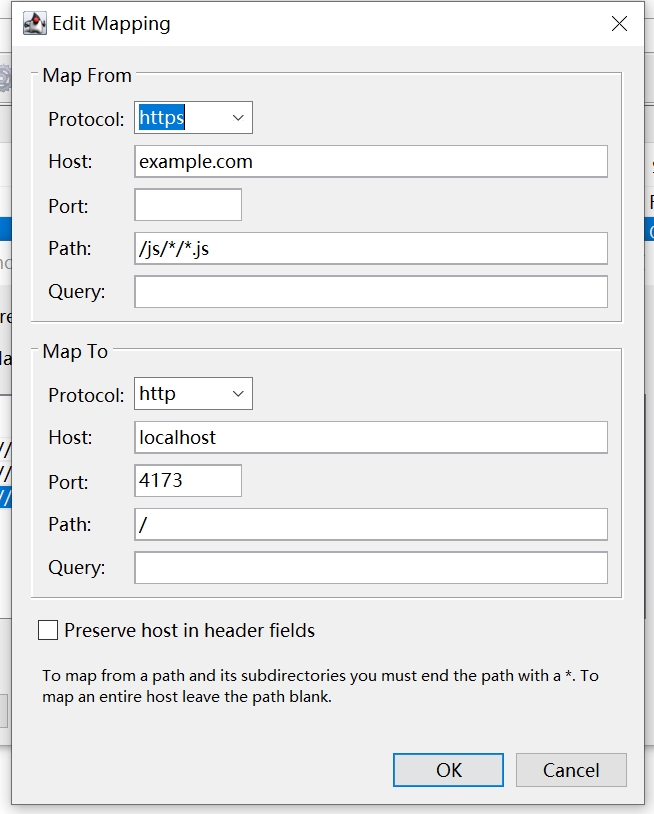 Edit Mapping
Map From
Protocol: https
Host: example.com
Port:
Path: /js/*/*.js
Query:
Map To
Protocol: http
Host: localhost
Port: 4173
Path: /
Query:
Preserve host in header fields
To map from a path and its subdirectories you must end the path with a *. To
map an entire host leave the path blank.
OK Cancel